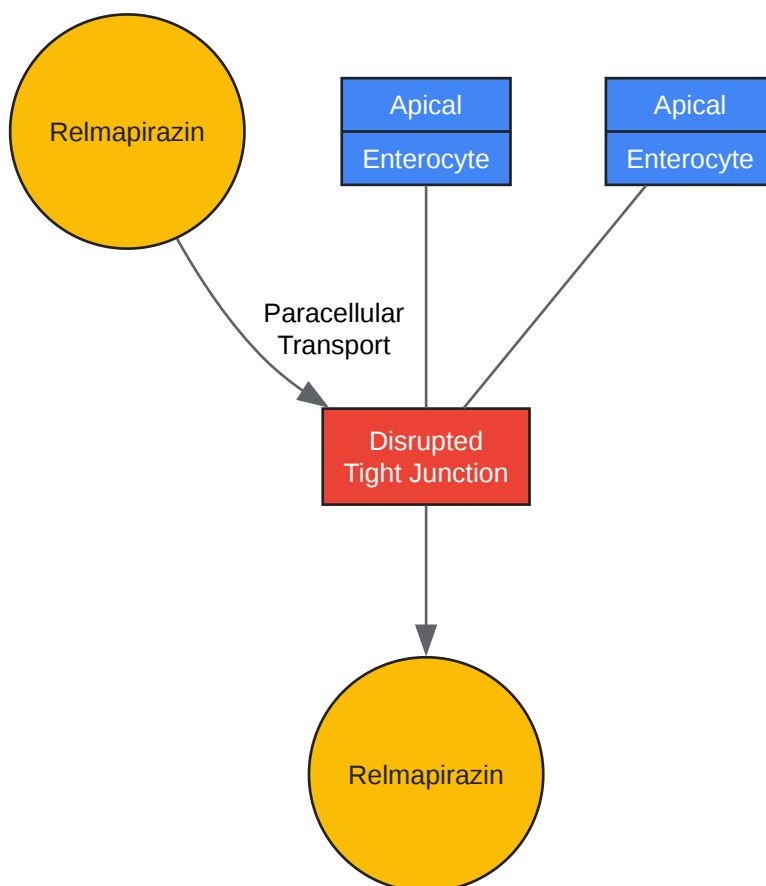 Relmapirazin
Apical
Enterocyte
Apical
Enterocyte
Paracellular
Transport
Disrupted
Tight Junction
Relmapirazin